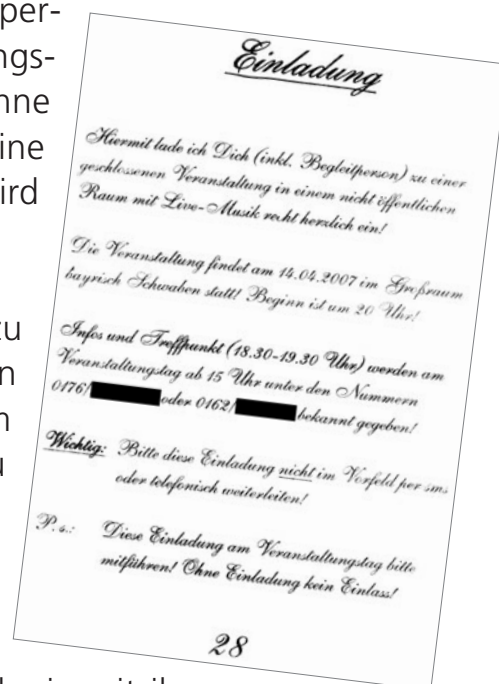 per-
ngs-
nne
ine
ird
zu
n
n
u
Einladung
Hiermit lade ich Dich (inkl. Begleitperson) zu einer
geschlossenen Veranstaltung in einem nicht öffentlichen
Raum mit Live-Musik recht herzlich ein!
Die Veranstaltung findet am 14.04.2007 im Großraum
bayrisch Schwaben statt! Beginn ist um 20 Uhr!
Infos und Treffpunkt (18.30-19.30 Uhr) werden am
Veranstaltungstag ab 15 Uhr unter den Nummern
0176/ oder 0162/ bekannt gegeben!
Wichtig: Bitte diese Einladung nicht im Vorfeld per sms
oder telefonisch weiterleiten!
P.s.: Diese Einladung am Veranstaltungstag bitte
mitführen! Ohne Einladung kein Einlass!
28